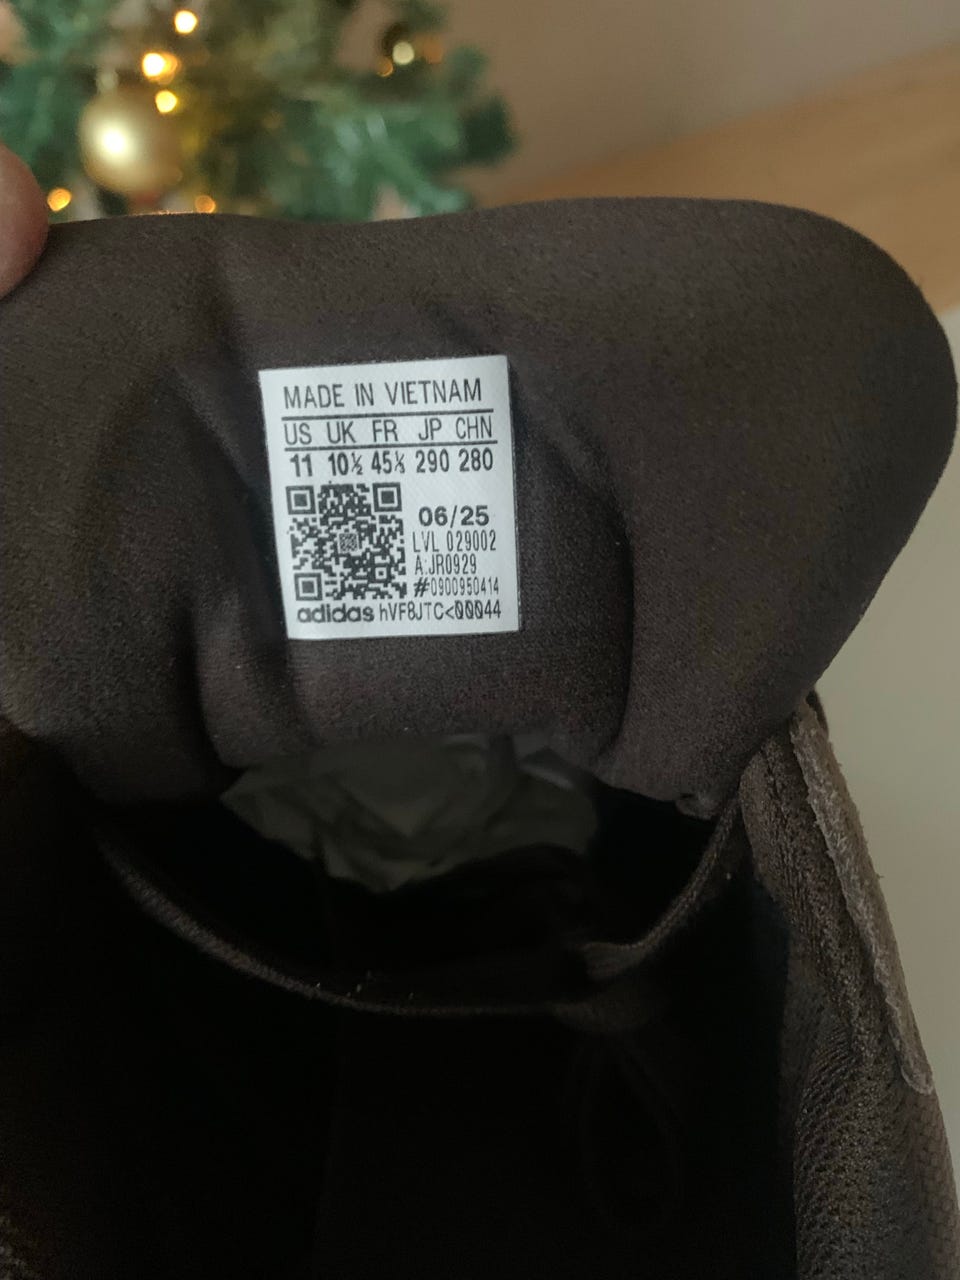 MADE IN VIETNAM
US UK FR JP CHN
11 10½ 45⅓ 290 280
06/25
LVL 029002
A:JR0929
#0900950414
adidas hVF8JTC<00044